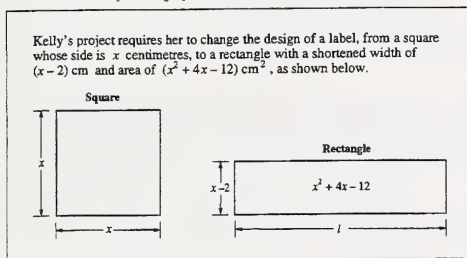 Kelly's project requires her to change the design of a label, from a square
whose side is x centimetres, to a rectangle with a shortened width of
(x – 2) cm and area of (x² + 4x – 12) cm², as shown below.
Square
x
x
Rectangle
x–2
x² + 4x – 12
l